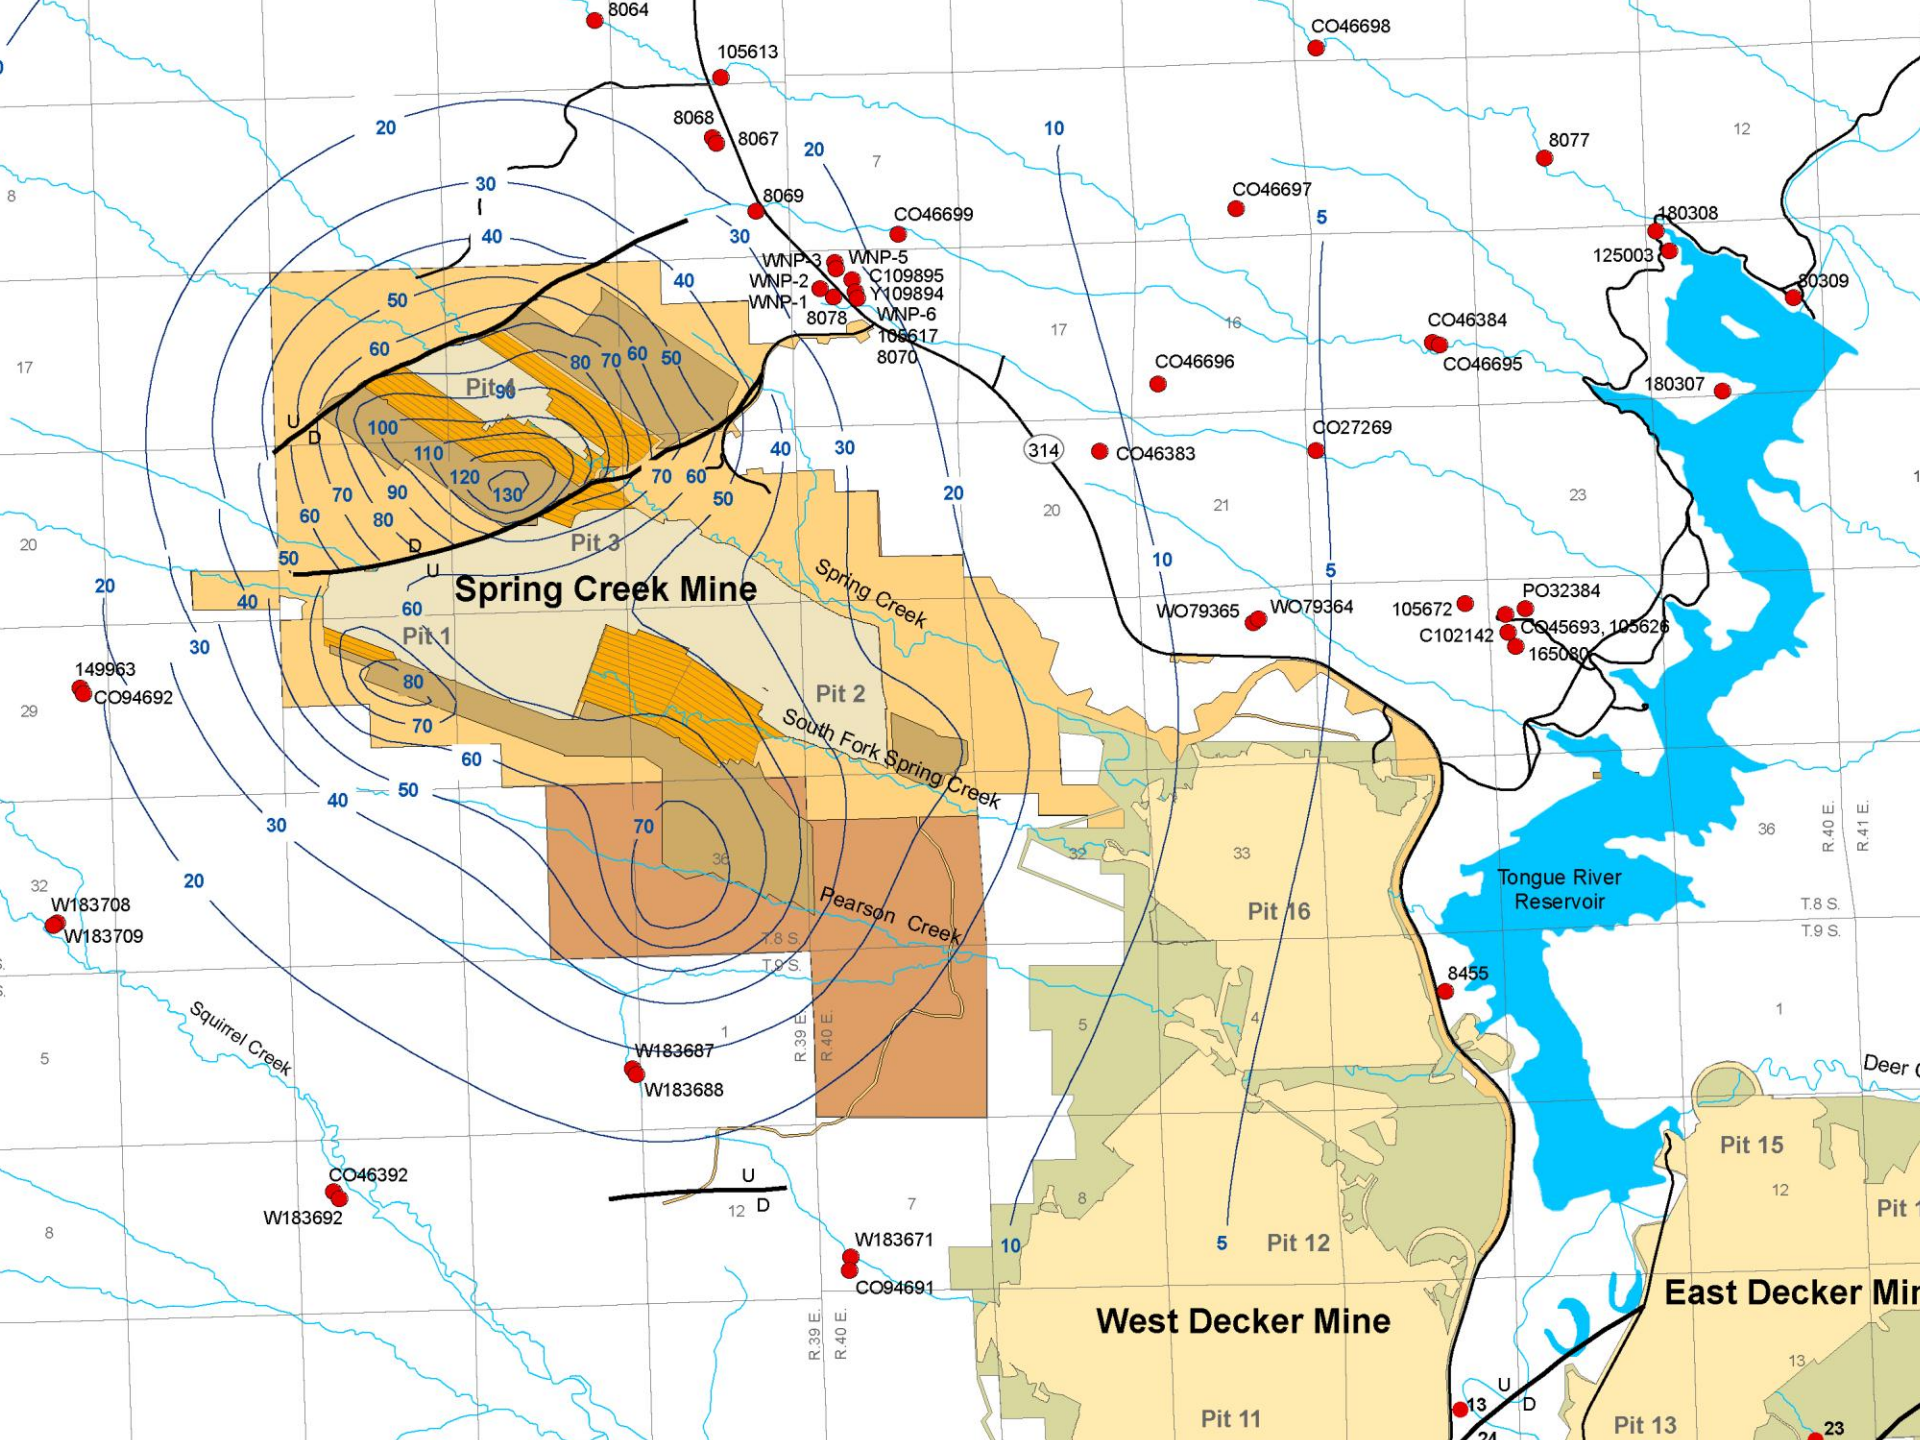 8064
CO46698
105613
8068
8067
20
10
20
7
12
8077
8
30
8069
CO46697
CO46699
5
180308
40
30
WNP-3
WNP-5
125003
WNP-2
C109895
40
80309
50
WNP-1
Y109894
8078
WNP-6
17
16
CO46384
105617
8070
60
80
70
60
50
CO46696
CO46695
17
Pit 4
90
180307
U
D
100
40
30
314
CO46383
CO27269
110
120
130
70
60
50
20
70
90
23
60
80
20
21
20
D
U
50
Pit 3
Spring Creek Mine
Spring Creek
10
5
20
40
60
PO32384
WO79365
WO79364
105672
Pit 1
C102142
CO45693, 105626
30
165080
149963
CO94692
80
Pit 2
29
70
South Fork Spring Creek
60
50
40
30
70
36
R.40 E.
R.41 E.
36
32
33
20
32
Tongue River
Reservoir
W183708
W183709
Pearson Creek
Pit 16
T.8 S.
T.9 S.
T.8 S.
T.9 S.
8455
Squirrel Creek
1
R.39 E.
R.40 E.
5
4
1
5
W183687
W183688
Deer
Pit 15
CO46392
W183692
U
D
12
7
8
12
Pit
8
W183671
CO94691
10
5
Pit 12
R.39 E.
R.40 E.
West Decker Mine
East Decker
13
U
D
13
24
Pit 11
Pit 13
23